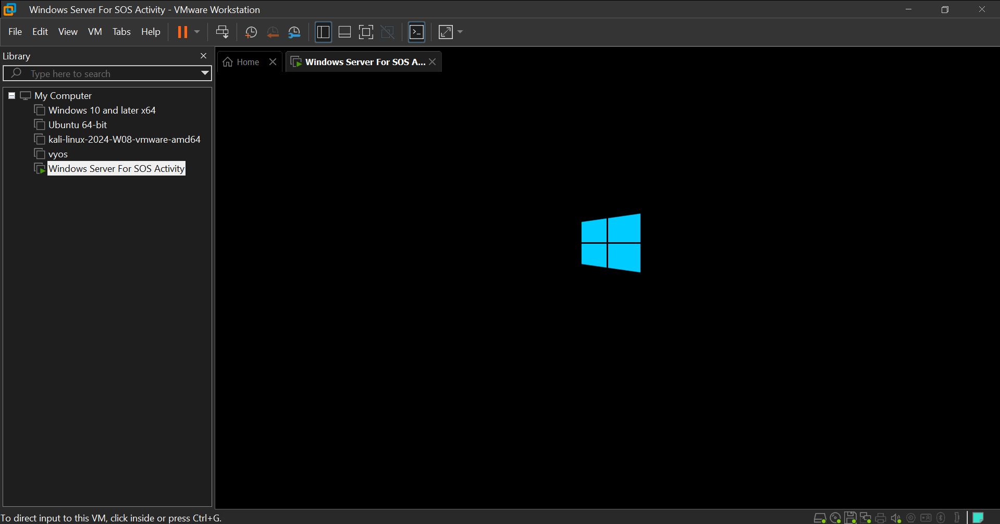 Windows Server For SOS Activity - VMware Workstation
File Edit View VM Tabs Help
Library
Type here to search
My Computer
Windows 10 and later x64
Ubuntu 64-bit
kali-linux-2024-W08-vmware-amd64
vyos
Windows Server For SOS Activity
Home
Windows Server For SOS A...
To direct input to this VM, click inside or press Ctrl+G.